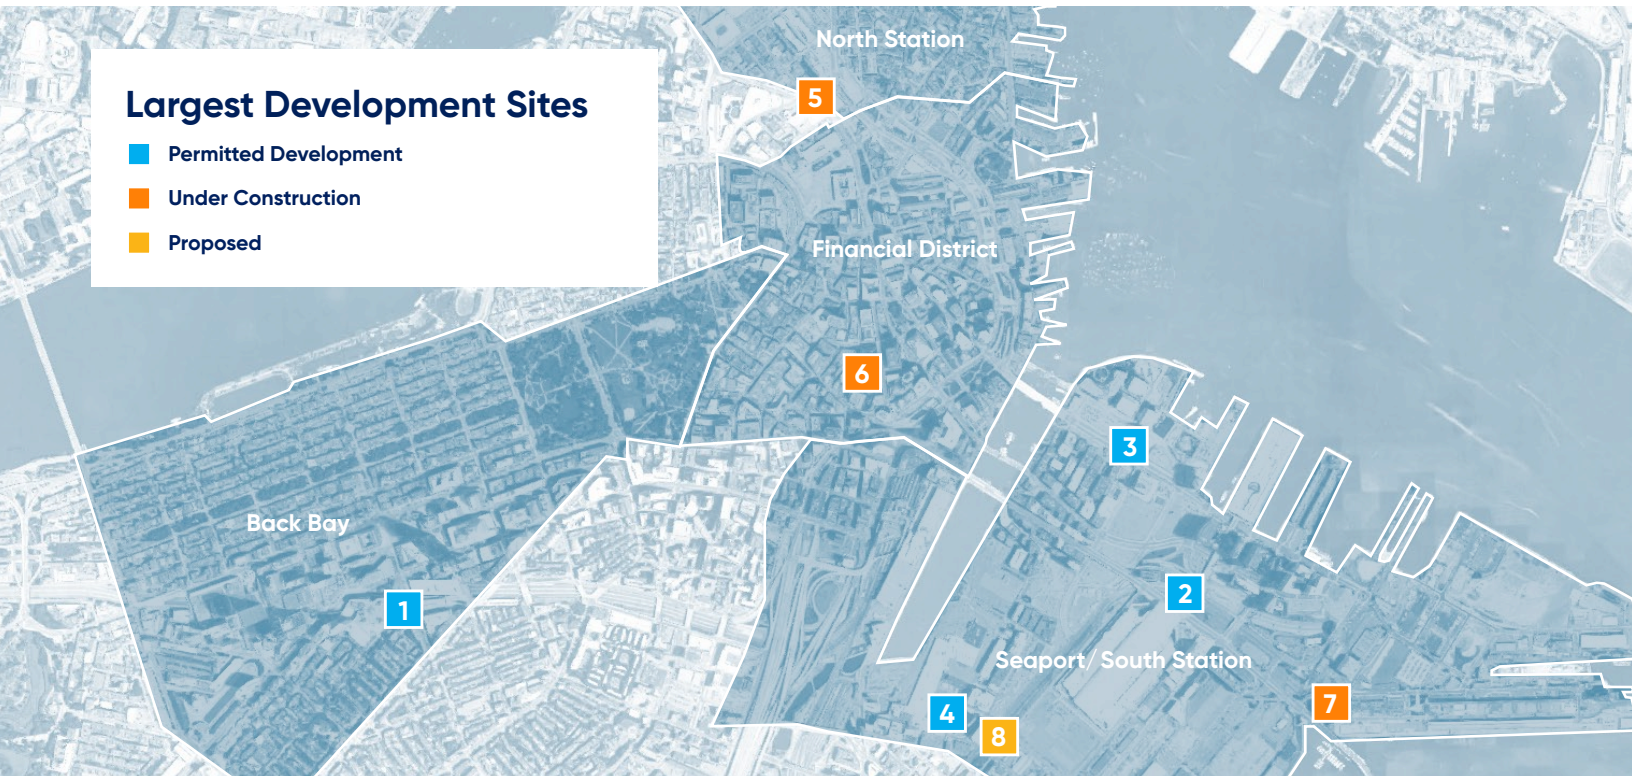 North Station
Largest Development Sites
5
Permitted Development
Under Construction
Proposed
Financial District
6
3
Back Bay
1
2
Seaport/South Station
4
7
8